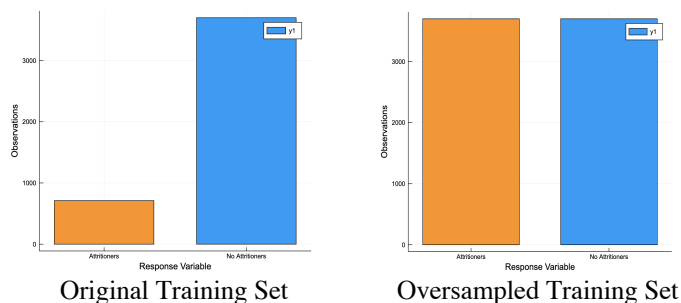 y1
3000
2000
1000
0
Observations
Attritioners
No Attritioners
Response Variable
Original Training Set
y1
3000
2000
1000
0
Observations
Attritioners
No Attritioners
Response Variable
Oversampled Training Set